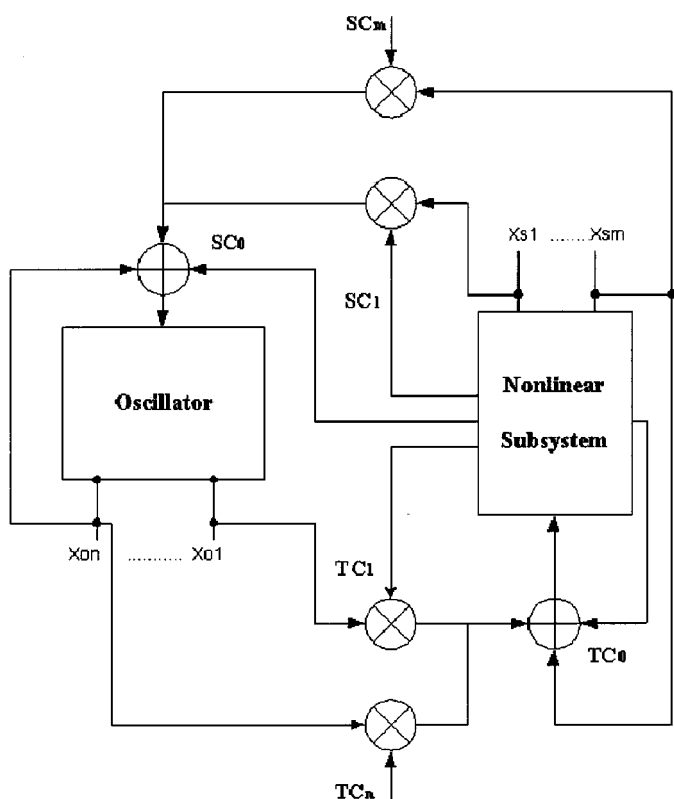 SCm
Xs1 ........ Xsm
SC0
SC1
Nonlinear
Subsystem
Oscillator
Xon ............ Xo1
TC1
TC0
TCn